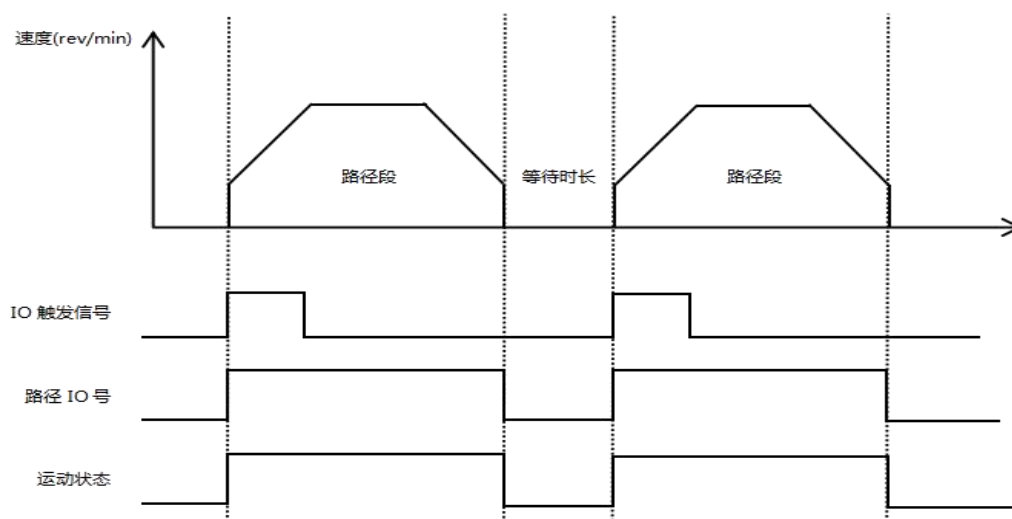 速度(rev/min)
路径段
等待时长
路径段
IO 触发信号
路径 IO 号
运动状态